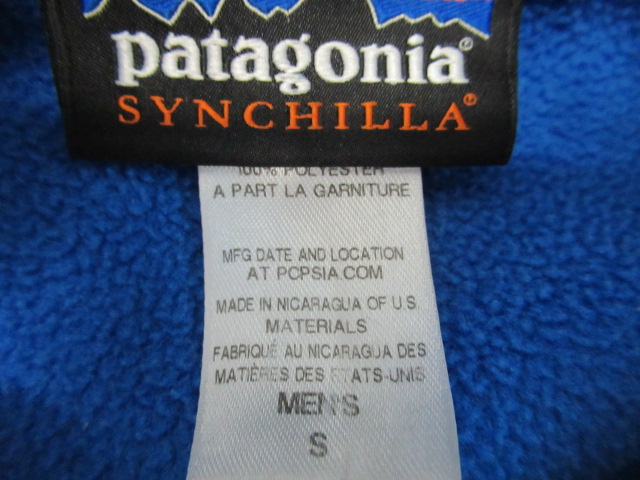 patagonia®
SYNCHILLA®
100% POLYESTER
A PART LA GARNITURE
MFG DATE AND LOCATION
AT PCPSIA.COM
MADE IN NICARAGUA OF U.S.
MATERIALS
FABRIQUÉ AU NICARAGUA DES
MATIÈRES DES ETATS-UNIS
MEN'S
S